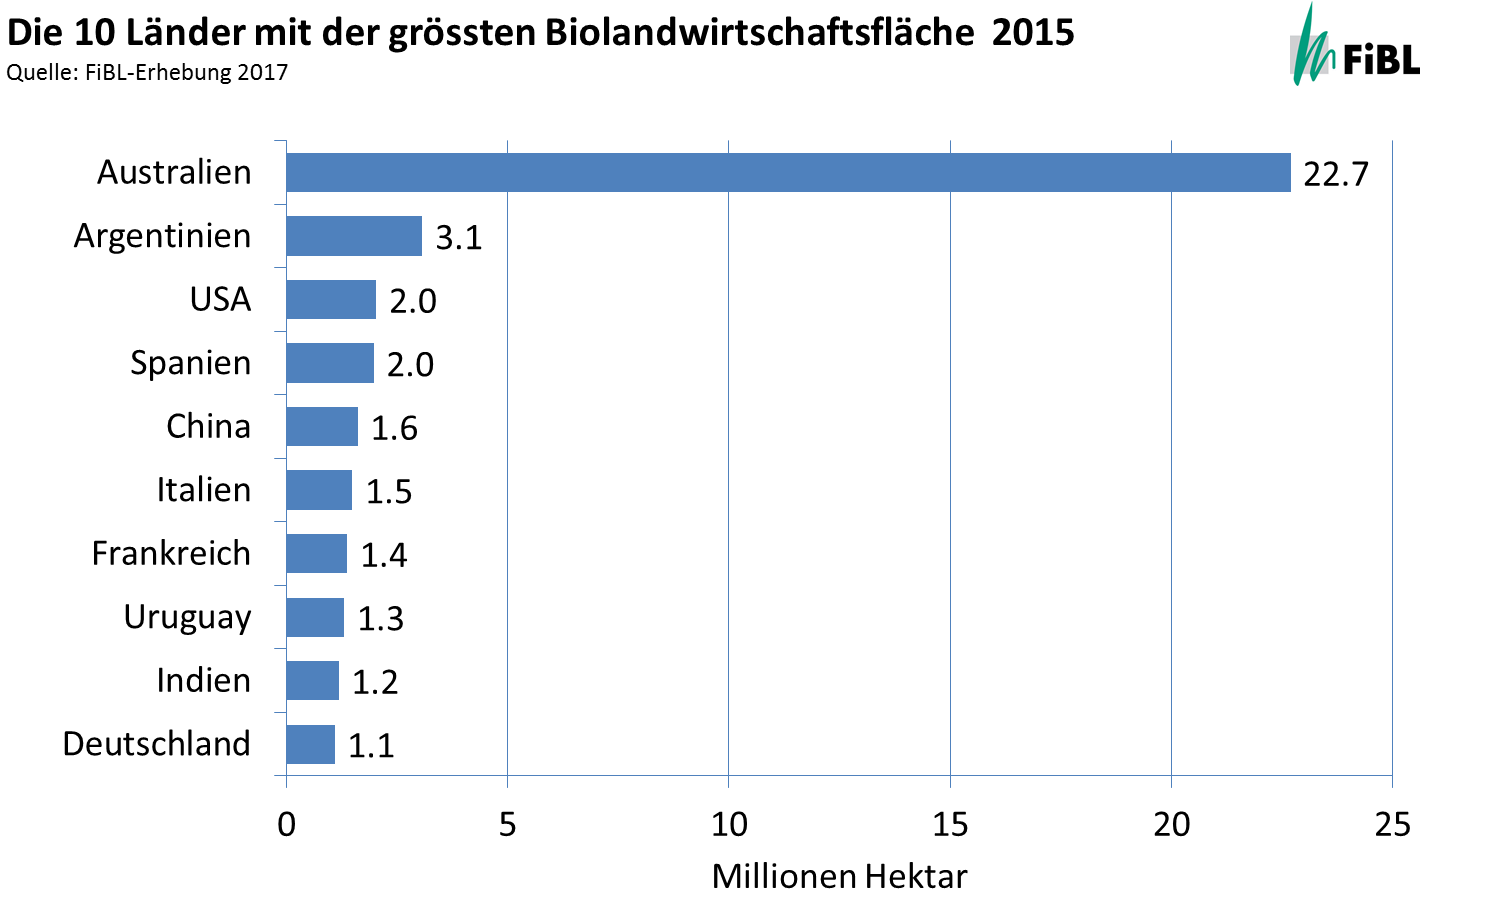 Die 10 Länder mit der grössten Biolandwirtschaftsfläche 2015
Quelle: FiBL-Erhebung 2017
FiBL
Australien 22.7
Argentinien 3.1
USA 2.0
Spanien 2.0
China 1.6
Italien 1.5
Frankreich 1.4
Uruguay 1.3
Indien 1.2
Deutschland 1.1
0 5 10 15 20 25
Millionen Hektar